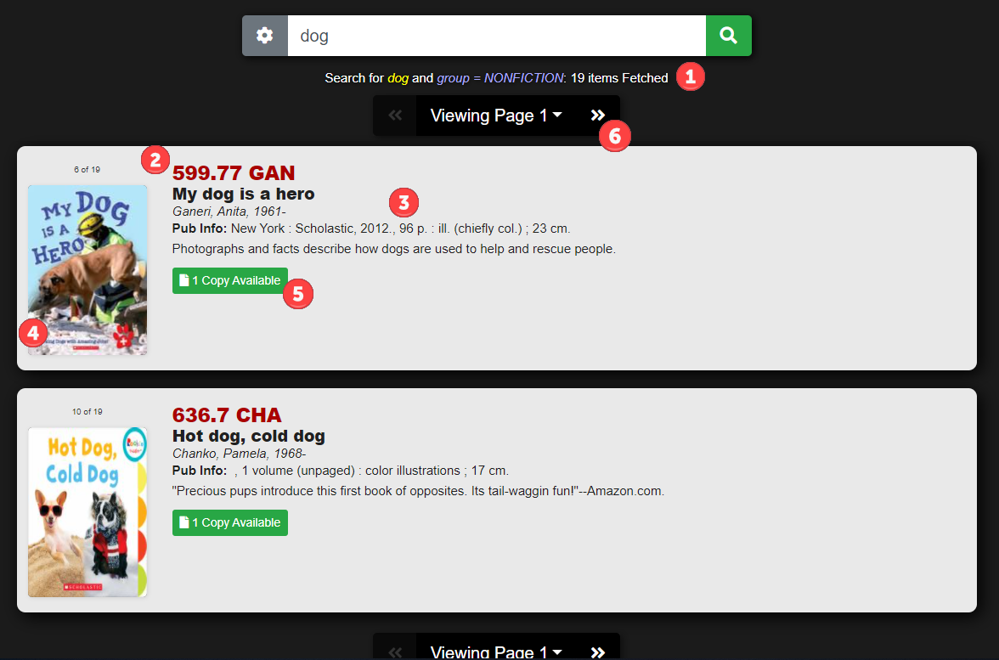 dog
Search for dog and group = NONFICTION: 19 items Fetched
1
Viewing Page 1
6
6 of 19
2
599.77 GAN
My dog is a hero
3
Ganeri, Anita, 1961-
Pub Info: New York : Scholastic, 2012., 96 p. : ill. (chiefly col.) ; 23 cm.
Photographs and facts describe how dogs are used to help and rescue people.
1 Copy Available
5
MY DOG
IS A
HERO
4
Dogs with Amazing Jobs!
SCHOLASTIC
10 of 19
636.7 CHA
Hot dog, cold dog
Chanko, Pamela, 1968-
Pub Info: , 1 volume (unpaged) : color illustrations ; 17 cm.
"Precious pups introduce this first book of opposites. Its tail-waggin fun!"--Amazon.com.
1 Copy Available
Hot Dog,
Cold Dog
SCHOLASTIC
Viewing Page 1